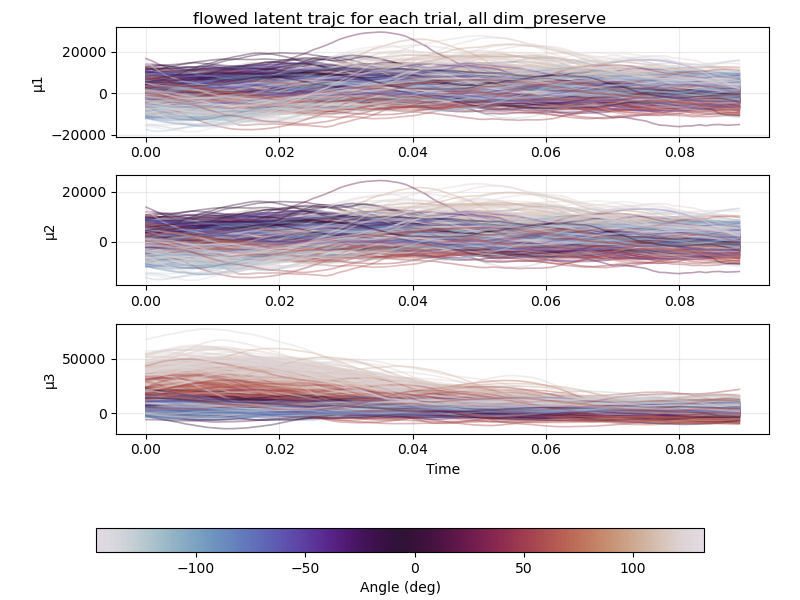 flowed latent trajc for each trial, all dim_preserve
20000
0
−20000
μ1
0.00 0.02 0.04 0.06 0.08
20000
0
μ2
0.00 0.02 0.04 0.06 0.08
50000
0
μ3
0.00 0.02 0.04 0.06 0.08
Time
−100 −50 0 50 100
Angle (deg)